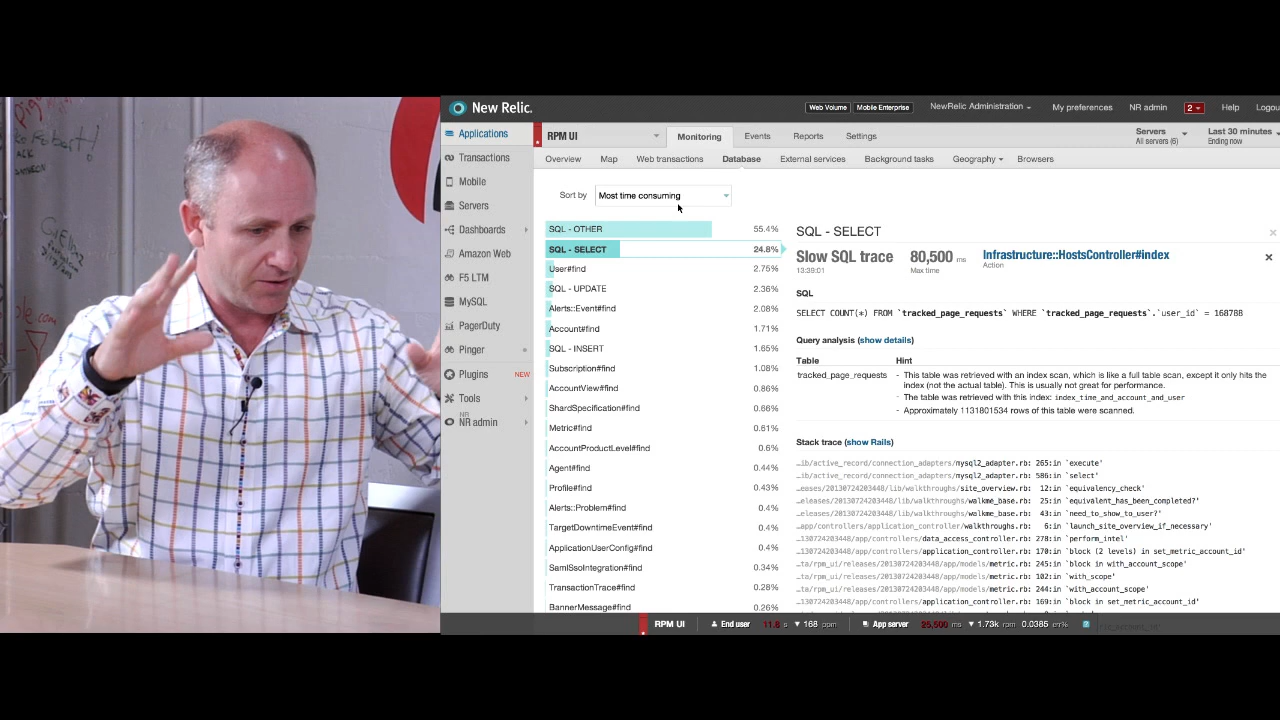 New Relic.
Web Volume Mobile Enterprise NewRelic Administration My preferences NR admin 2 Help Logou
Applications
Transactions
Mobile
Servers
Dashboards
Amazon Web
F5 LTM
MySQL
PagerDuty
Pinger
Plugins NEW
Tools
NR
NR admin
RPM UI
Monitoring Events Reports Settings
Servers
All servers (6)
Last 30 minutes
Ending now
Overview Map Web transactions Database External services Background tasks Geography Browsers
Sort by Most time consuming
SQL - OTHER 55.4%
SQL - SELECT 24.8%
User#find 2.75%
SQL - UPDATE 2.36%
Alerts::Event#find 2.08%
Account#find 1.71%
SQL - INSERT 1.65%
Subscription#find 1.08%
AccountView#find 0.86%
ShardSpecification#find 0.66%
Metric#find 0.61%
AccountProductLevel#find 0.6%
Agent#find 0.44%
Profile#find 0.43%
Alerts::Problem#find 0.4%
TargetDowntimeEvent#find 0.4%
ApplicationUserConfig#find 0.4%
SamlSsoIntegration#find 0.34%
TransactionTrace#find 0.28%
BannerMessage#find 0.26%
SQL - SELECT ×
Slow SQL trace
13:39:01
80,500 ms
Max time
Infrastructure::HostsController#index
Action
SQL
SELECT COUNT(*) FROM `tracked_page_requests` WHERE `tracked_page_requests`.`user_id` = 168788
Query analysis (show details)
Table Hint
tracked_page_requests - This table was retrieved with an index scan, which is like a full table scan, except it only hits the
index (not the actual table). This is usually not great for performance.
- The table was retrieved with this index: index_time_and_account_and_user
- Approximately 1131801534 rows of this table were scanned.
Stack trace (show Rails)
…ib/active_record/connection_adapters/mysql2_adapter.rb: 265:in `execute'
…ib/active_record/connection_adapters/mysql2_adapter.rb: 586:in `select'
…eleases/20130724203448/lib/walkthroughs/site_overview.rb: 12:in `equivalency_check'
…eleases/20130724203448/lib/walkthroughs/walkme_base.rb: 25:in `equivalent_has_been_completed?'
…eleases/20130724203448/lib/walkthroughs/walkme_base.rb: 43:in `need_to_show_to_user?'
…app/controllers/application_controller/walkthroughs.rb: 6:in `launch_site_overview_if_necessary'
…130724203448/app/controllers/data_access_controller.rb: 278:in `perform_intel'
…130724203448/app/controllers/application_controller.rb: 170:in `block (2 levels) in set_metric_account_id'
…ta/rpm_ui/releases/20130724203448/app/models/metric.rb: 245:in `block in with_account_scope'
…ta/rpm_ui/releases/20130724203448/app/models/metric.rb: 102:in `with_scope'
…ta/rpm_ui/releases/20130724203448/app/models/metric.rb: 244:in `with_account_scope'
…130724203448/app/controllers/application_controller.rb: 169:in `block in set_metric_account_id'
RPM UI End user 11.8 s 168 ppm App server 25,500 ms 1.73k rpm 0.0385 err%